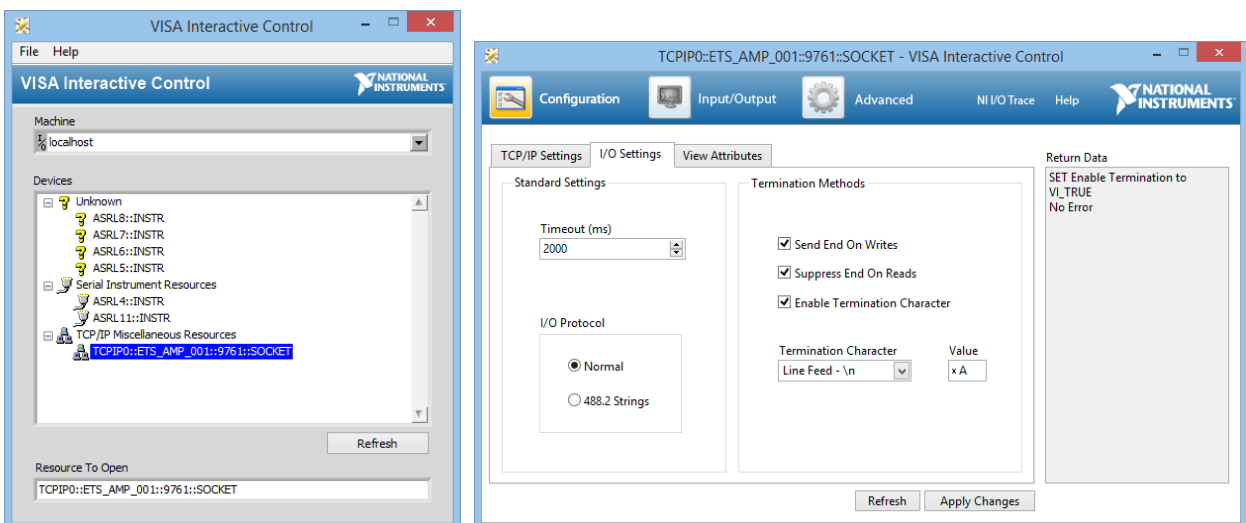 VISA Interactive Control
File Help
VISA Interactive Control
NATIONAL INSTRUMENTS
Machine
I/0 localhost
Devices
Unknown
ASRL8::INSTR
ASRL7::INSTR
ASRL6::INSTR
ASRL5::INSTR
Serial Instrument Resources
ASRL4::INSTR
ASRL11::INSTR
TCP/IP Miscellaneous Resources
TCPIP0::ETS_AMP_001::9761::SOCKET
Refresh
Resource To Open
TCPIP0::ETS_AMP_001::9761::SOCKET
TCPIP0::ETS_AMP_001::9761::SOCKET - VISA Interactive Control
Configuration Input/Output Advanced NI I/O Trace Help NATIONAL INSTRUMENTS
TCP/IP Settings I/O Settings View Attributes
Standard Settings
Timeout (ms)
2000
I/O Protocol
Normal
488.2 Strings
Termination Methods
Send End On Writes
Suppress End On Reads
Enable Termination Character
Termination Character Value
Line Feed - \n x A
Refresh Apply Changes
Return Data
SET Enable Termination to
VI_TRUE
No Error